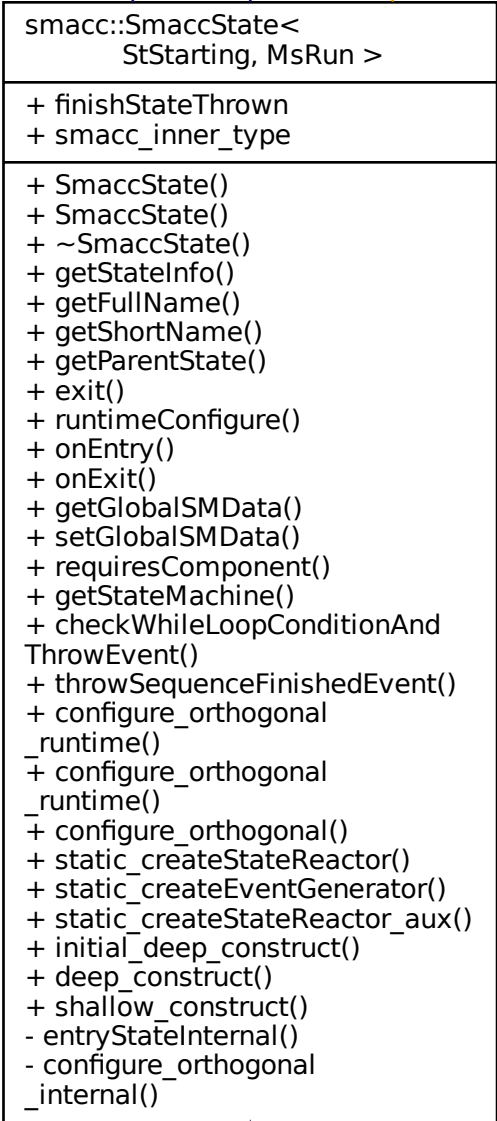 smacc::SmaccState<
StStarting, MsRun >
+ finishStateThrown
+ smacc_inner_type
+ SmaccState()
+ SmaccState()
+ ~SmaccState()
+ getStateInfo()
+ getFullName()
+ getShortName()
+ getParentState()
+ exit()
+ runtimeConfigure()
+ onEntry()
+ onExit()
+ getGlobalSMData()
+ setGlobalSMData()
+ requiresComponent()
+ getStateMachine()
+ checkWhileLoopConditionAnd
ThrowEvent()
+ throwSequenceFinishedEvent()
+ configure_orthogonal
_runtime()
+ configure_orthogonal
_runtime()
+ configure_orthogonal()
+ static_createStateReactor()
+ static_createEventGenerator()
+ static_createStateReactor_aux()
+ initial_deep_construct()
+ deep_construct()
+ shallow_construct()
- entryStateInternal()
- configure_orthogonal
_internal()